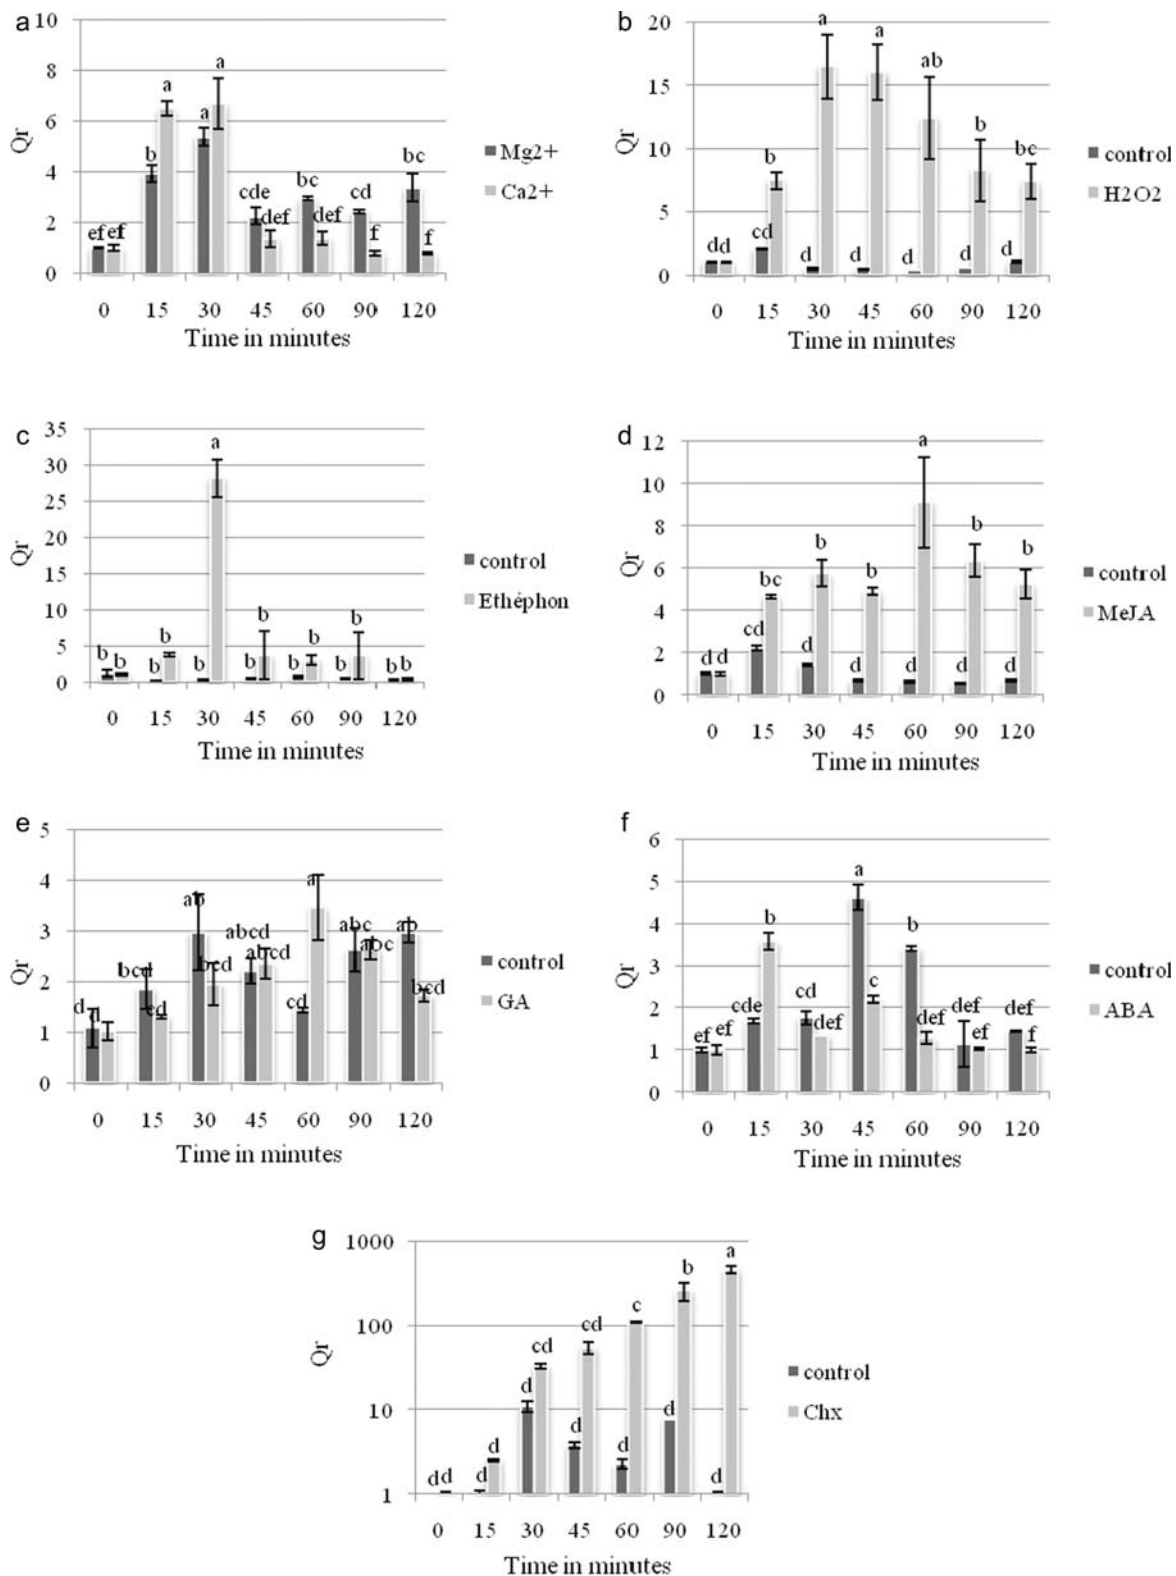 a
10
8
6
4
2
0
Qr
ef ef
b a
a a
cde def
bc def
cd f
bc f
0 15 30 45 60 90 120
Time in minutes
Mg2+
Ca2+
b
20
15
10
5
0
Qr
d d
cd b
d a
d a
d ab
d b
d bc
0 15 30 45 60 90 120
Time in minutes
control
H2O2
c
35
30
25
20
15
10
5
0
Qr
b b
b b
b a
b b
b b
b b
b b
0 15 30 45 60 90 120
Time in minutes
control
Ethéphon
d
12
10
8
6
4
2
0
Qr
d d
cd bc
d b
d b
d a
d b
d b
0 15 30 45 60 90 120
Time in minutes
control
MeJA
e
5
4
3
2
1
0
Qr
d d
bcd cd
ab bcd
abcd abcd
cd a
abc abc
ab bcd
0 15 30 45 60 90 120
Time in minutes
control
GA
f
6
5
4
3
2
1
0
Qr
ef ef
cde b
cd def
a c
b def
def ef
def f
0 15 30 45 60 90 120
Time in minutes
control
ABA
g
1000
100
10
1
Qr
d d
d d
d cd
d cd
d c
d b
d a
0 15 30 45 60 90 120
Time in minutes
control
Chx